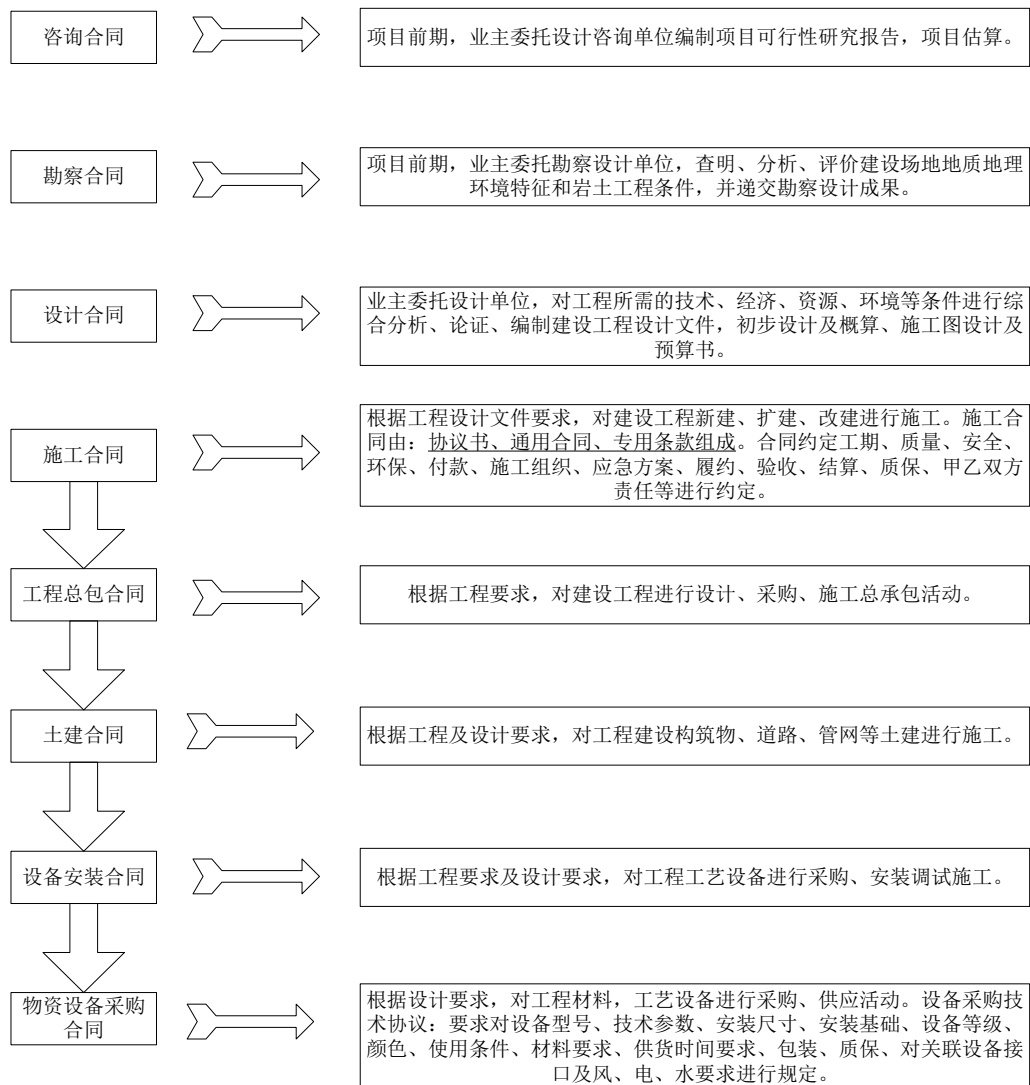 咨询合同
项目前期，业主委托设计咨询单位编制项目可行性研究报告，项目估算。
勘察合同
项目前期，业主委托勘察设计单位，查明、分析、评价建设场地地质地理
环境特征和岩土工程条件，并递交勘察设计成果。
设计合同
业主委托设计单位，对工程所需的技术、经济、资源、环境等条件进行综
合分析、论证、编制建设工程设计文件，初步设计及概算、施工图设计及
预算书。
施工合同
根据工程设计文件要求，对建设工程新建、扩建、改建进行施工。施工合
同由：协议书、通用合同、专用条款组成。合同约定工期、质量、安全、
环保、付款、施工组织、应急方案、履约、验收、结算、质保、甲乙双方
责任等进行约定。
工程总包合同
根据工程要求，对建设工程进行设计、采购、施工总承包活动。
土建合同
根据工程及设计要求，对工程建设构筑物、道路、管网等土建进行施工。
设备安装合同
根据工程要求及设计要求，对工程工艺设备进行采购、安装调试施工。
物资设备采购
合同
根据设计要求，对工程材料，工艺设备进行采购、供应活动。设备采购技
术协议：要求对设备型号、技术参数、安装尺寸、安装基础、设备等级、
颜色、使用条件、材料要求、供货时间要求、包装、质保、对关联设备接
口及风、电、水要求进行规定。